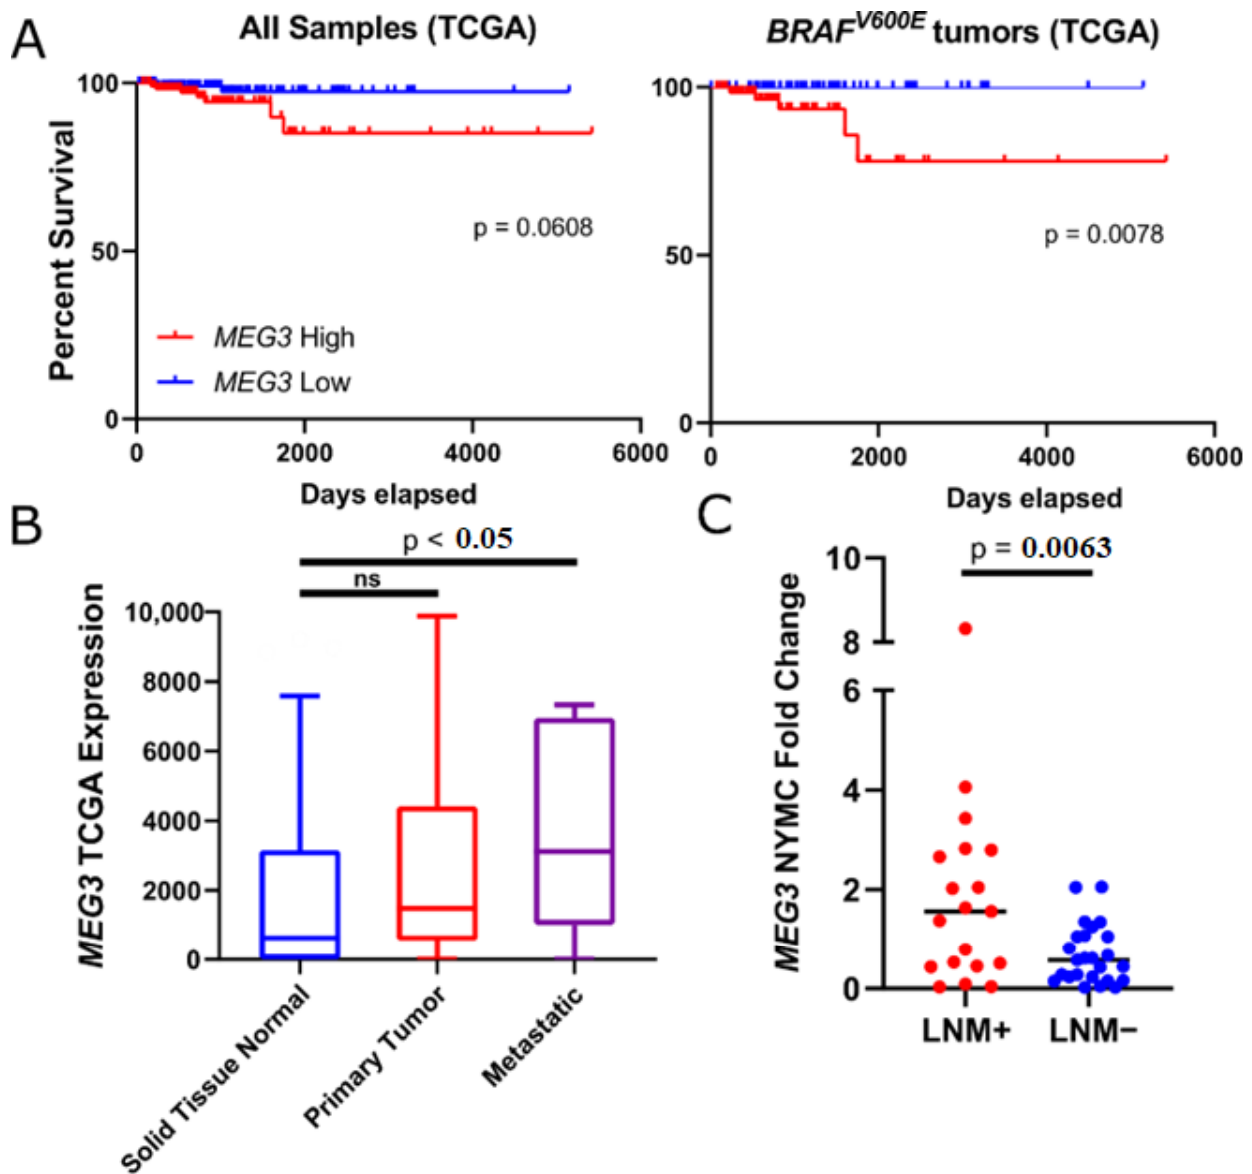 A
All Samples (TCGA)
BRAF^V600E tumors (TCGA)
Percent Survival
100
50
0
p = 0.0608
MEG3 High
MEG3 Low
0 2000 4000 6000
Days elapsed
100
50
0
p = 0.0078
0 2000 4000 6000
Days elapsed
B
p < 0.05
ns
MEG3 TCGA Expression
10,000
8000
6000
4000
2000
0
Solid Tissue Normal
Primary Tumor
Metastatic
C
p = 0.0063
MEG3 NYMC Fold Change
10
8
6
4
2
0
LNM+ LNM−